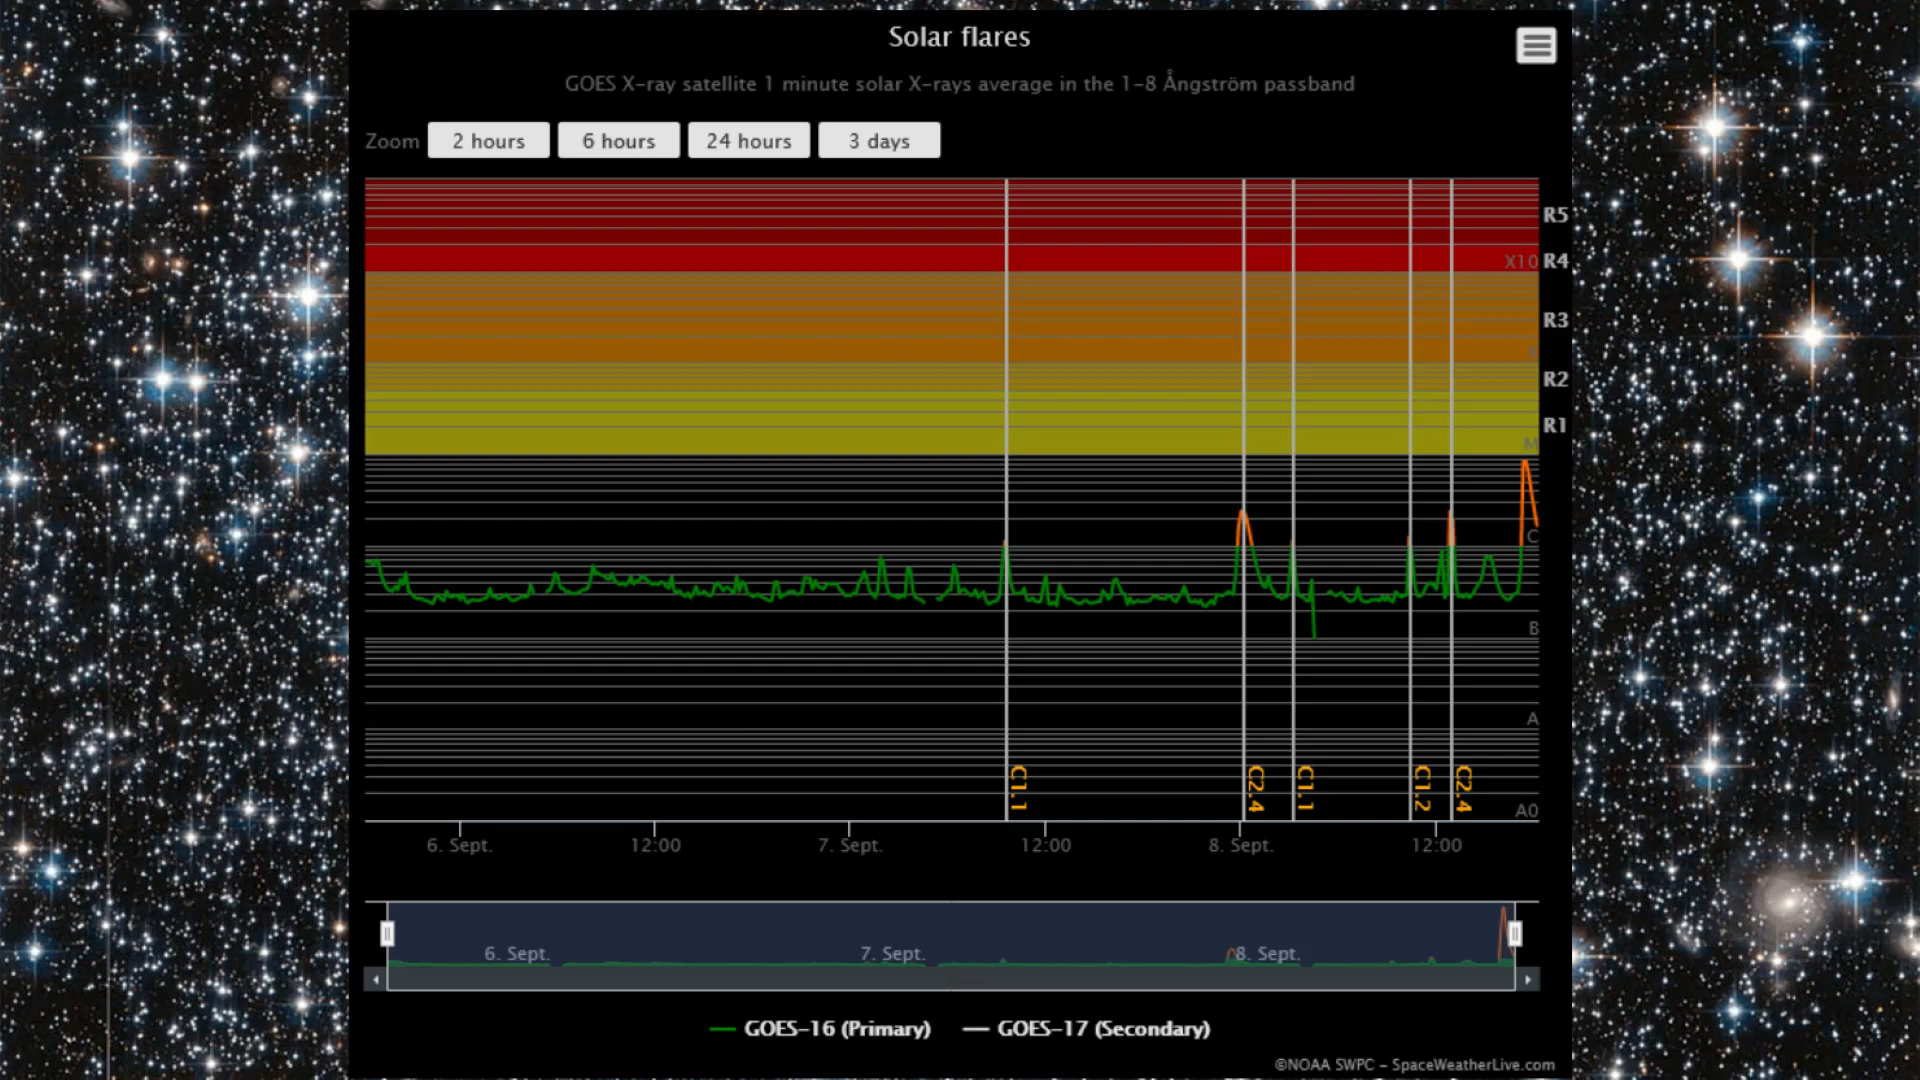 Solar flares
GOES X-ray satellite 1 minute solar X-rays average in the 1-8 Ångström passband
Zoom
2 hours
6 hours
24 hours
3 days
R5
X10
R4
R3
R2
R1
M
C
B
A
A0
C1.1
C2.4
C1.1
C1.2
C2.4
6. Sept.
12:00
7. Sept.
12:00
8. Sept.
12:00
6. Sept.
7. Sept.
8. Sept.
GOES-16 (Primary)
GOES-17 (Secondary)
©NOAA SWPC - SpaceWeatherLive.com